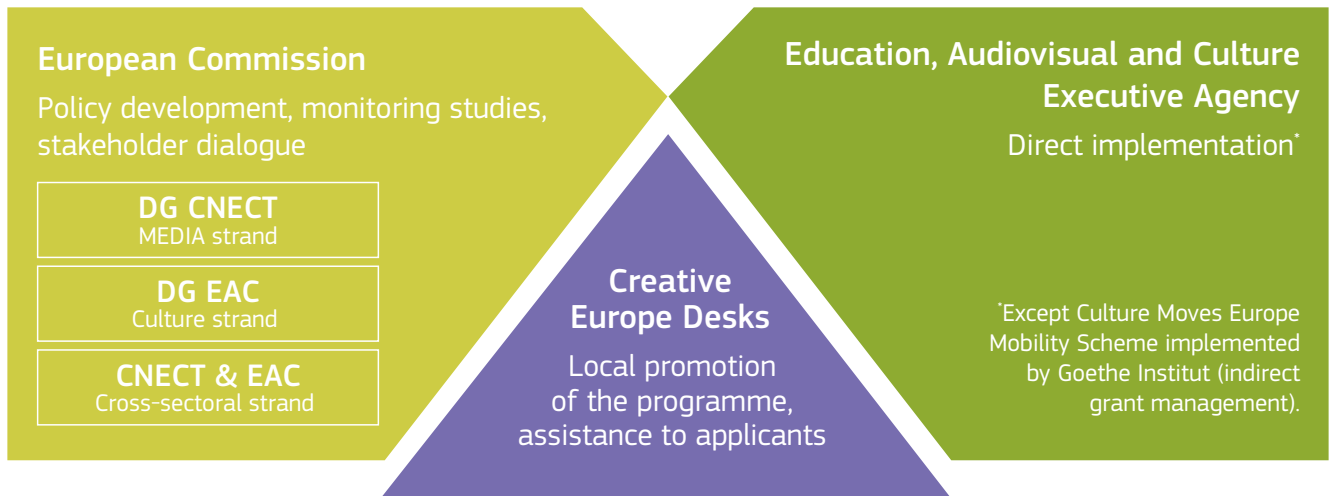 European Commission
Policy development, monitoring studies,
stakeholder dialogue
DG CNECT
MEDIA strand
DG EAC
Culture strand
CNECT & EAC
Cross-sectoral strand
Creative
Europe Desks
Local promotion
of the programme,
assistance to applicants
Education, Audiovisual and Culture
Executive Agency
Direct implementation*
*Except Culture Moves Europe
Mobility Scheme implemented
by Goethe Institut (indirect
grant management).